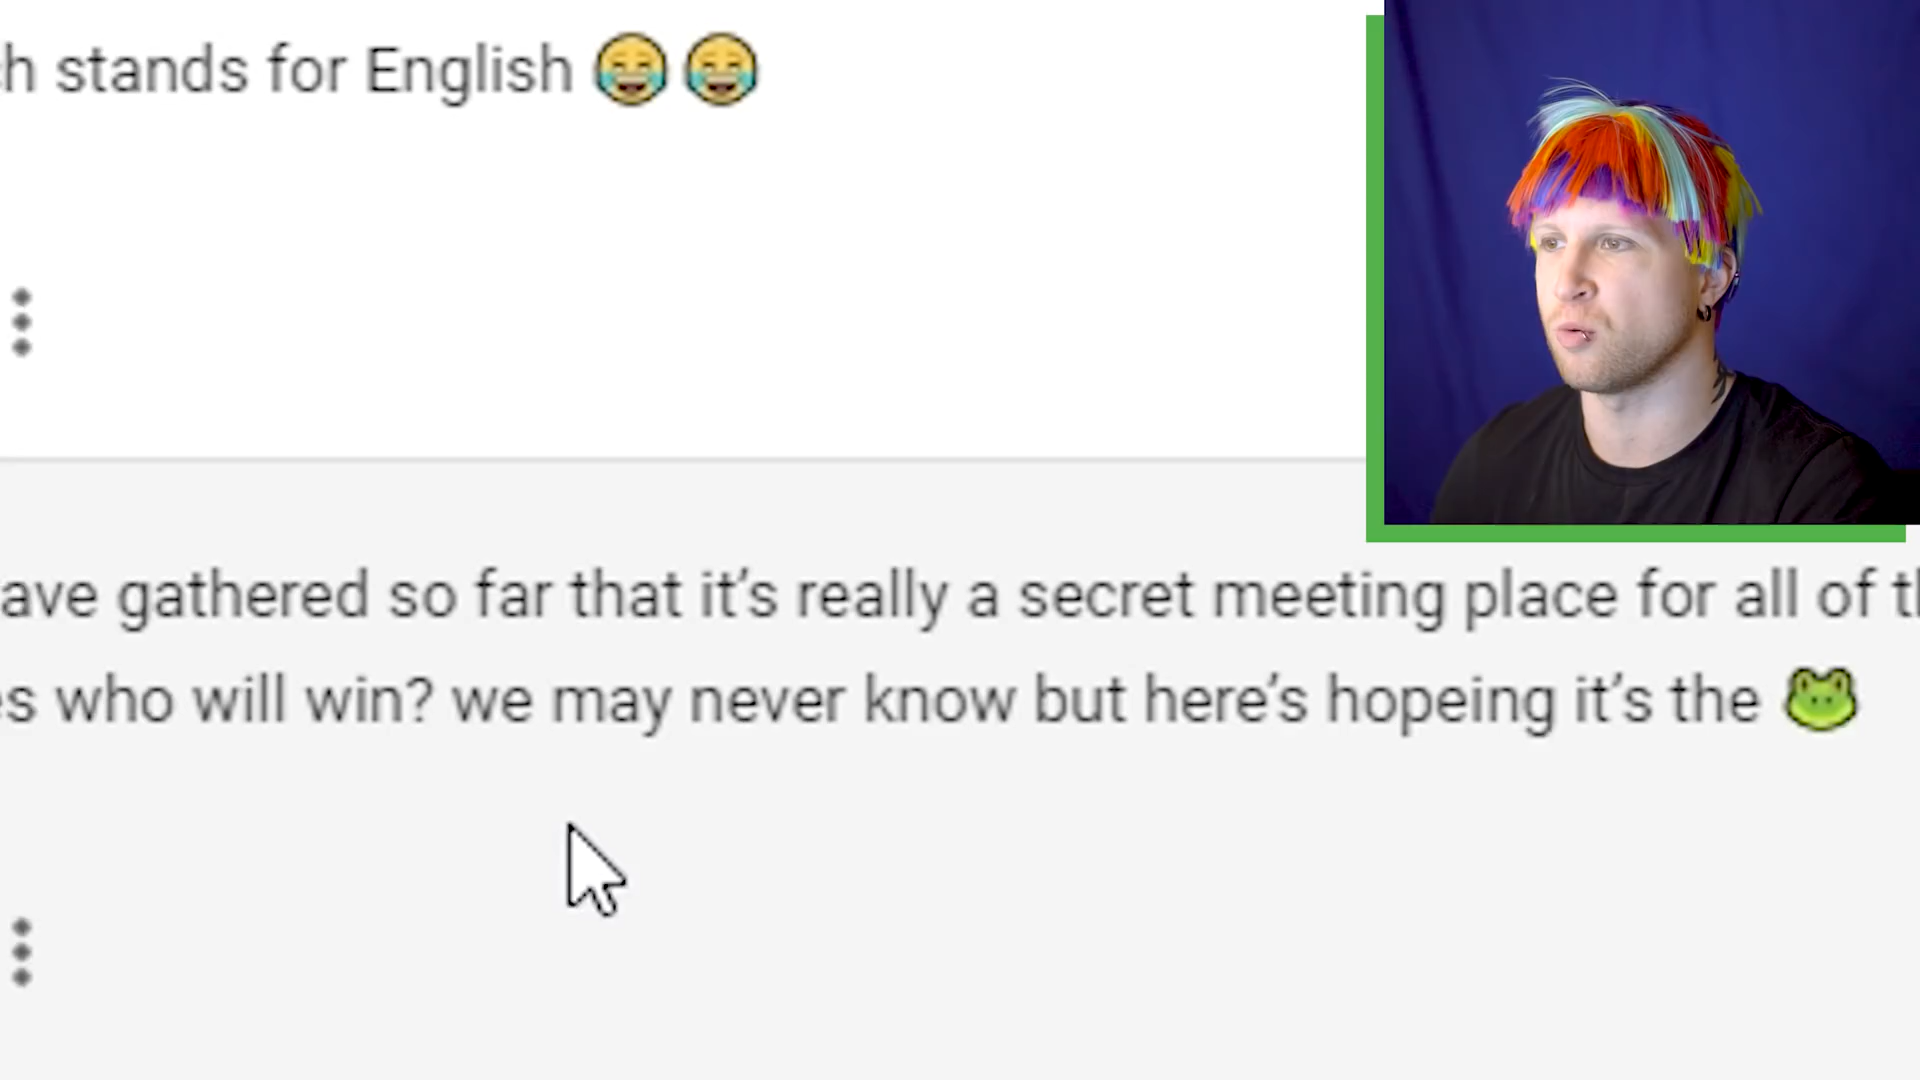 stands for English 😂😂
gathered so far that it's really a secret meeting place for all of
who will win? we may never know but here's hopeing it's the 🐸